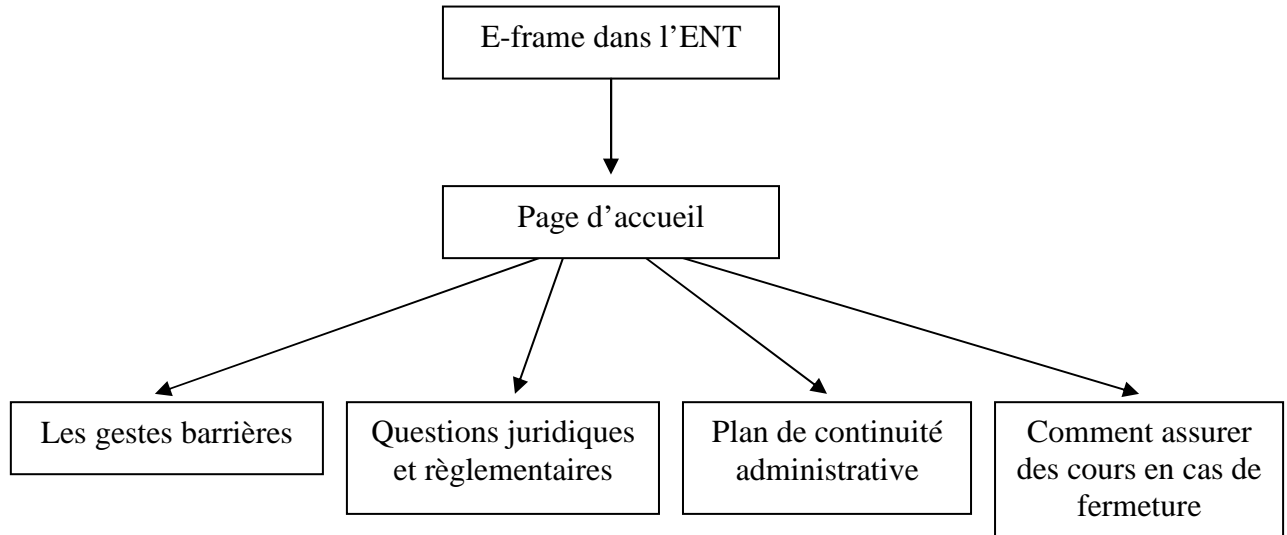 E-frame dans l’ENT
Page d’accueil
Les gestes barrières
Questions juridiques
et règlementaires
Plan de continuité
administrative
Comment assurer
des cours en cas de
fermeture